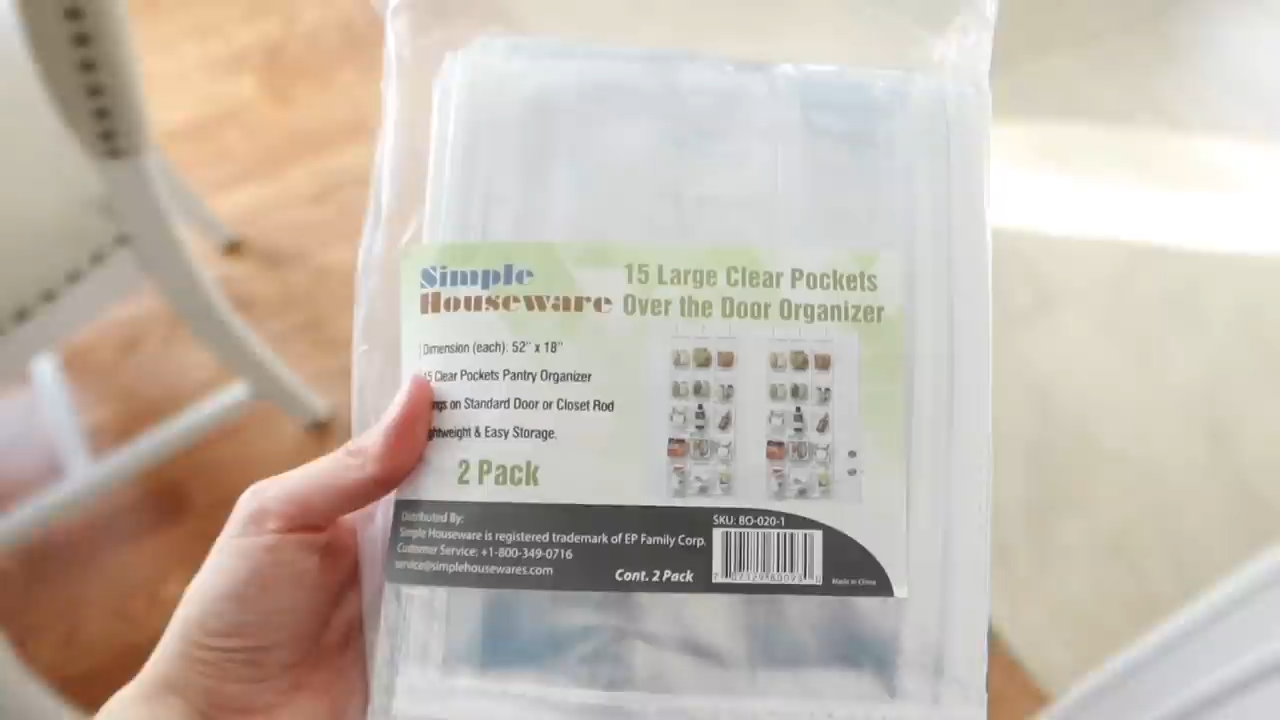 Simple
Houseware
15 Large Clear Pockets
Over the Door Organizer
Dimension (each): 52" x 18"
15 Clear Pockets Pantry Organizer
on Standard Door or Closet Rod
& Easy Storage.
2 Pack
Distributed By:
Simple Houseware is registered trademark of EP Family Corp.
Customer Service: +1-800-349-0716
service@simplehousewares.com
Cont. 2 Pack
SKU: BO-020-1
Made in China